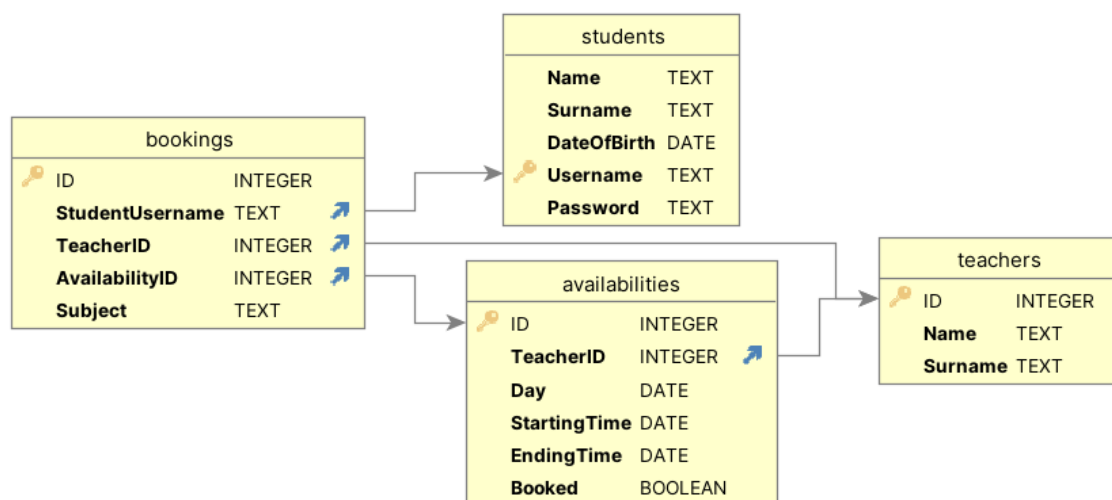 students
Name TEXT
Surname TEXT
DateOfBirth DATE
Username TEXT
Password TEXT
bookings
ID INTEGER
StudentUsername TEXT
TeacherID INTEGER
AvailabilityID INTEGER
Subject TEXT
availabilities
ID INTEGER
TeacherID INTEGER
Day DATE
StartingTime DATE
EndingTime DATE
Booked BOOLEAN
teachers
ID INTEGER
Name TEXT
Surname TEXT